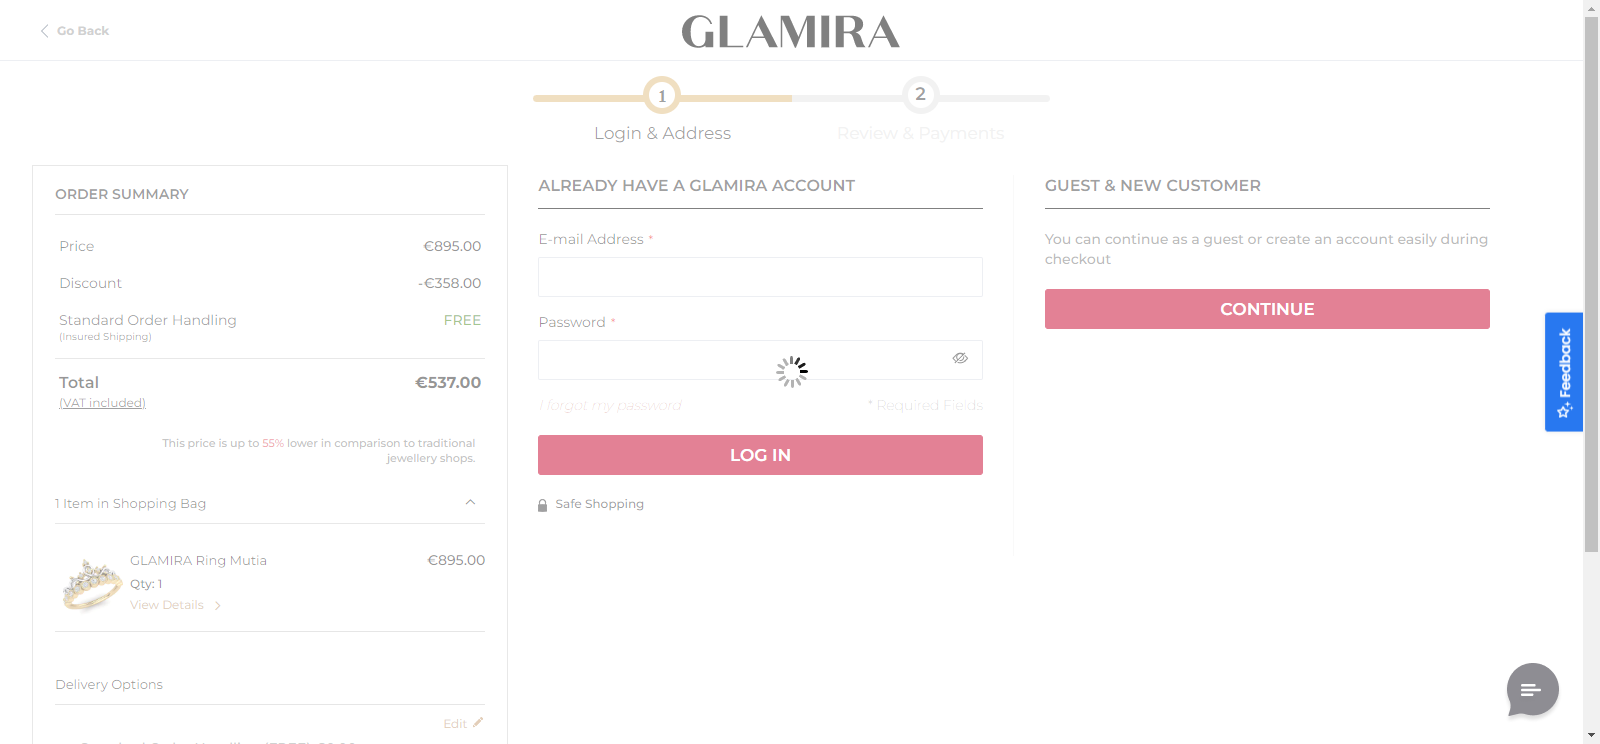 Go Back
GLAMIRA
1
2
Login & Address
Review & Payments
ORDER SUMMARY
Price €895.00
Discount -€358.00
Standard Order Handling FREE
(Insured Shipping)
Total €537.00
(VAT included)
This price is up to 55% lower in comparison to traditional
jewellery shops.
1 Item in Shopping Bag
GLAMIRA Ring Mutia €895.00
Qty: 1
View Details
Delivery Options
Edit
ALREADY HAVE A GLAMIRA ACCOUNT
E-mail Address *
Password *
I forgot my password * Required Fields
LOG IN
Safe Shopping
GUEST & NEW CUSTOMER
You can continue as a guest or create an account easily during
checkout
CONTINUE
Feedback